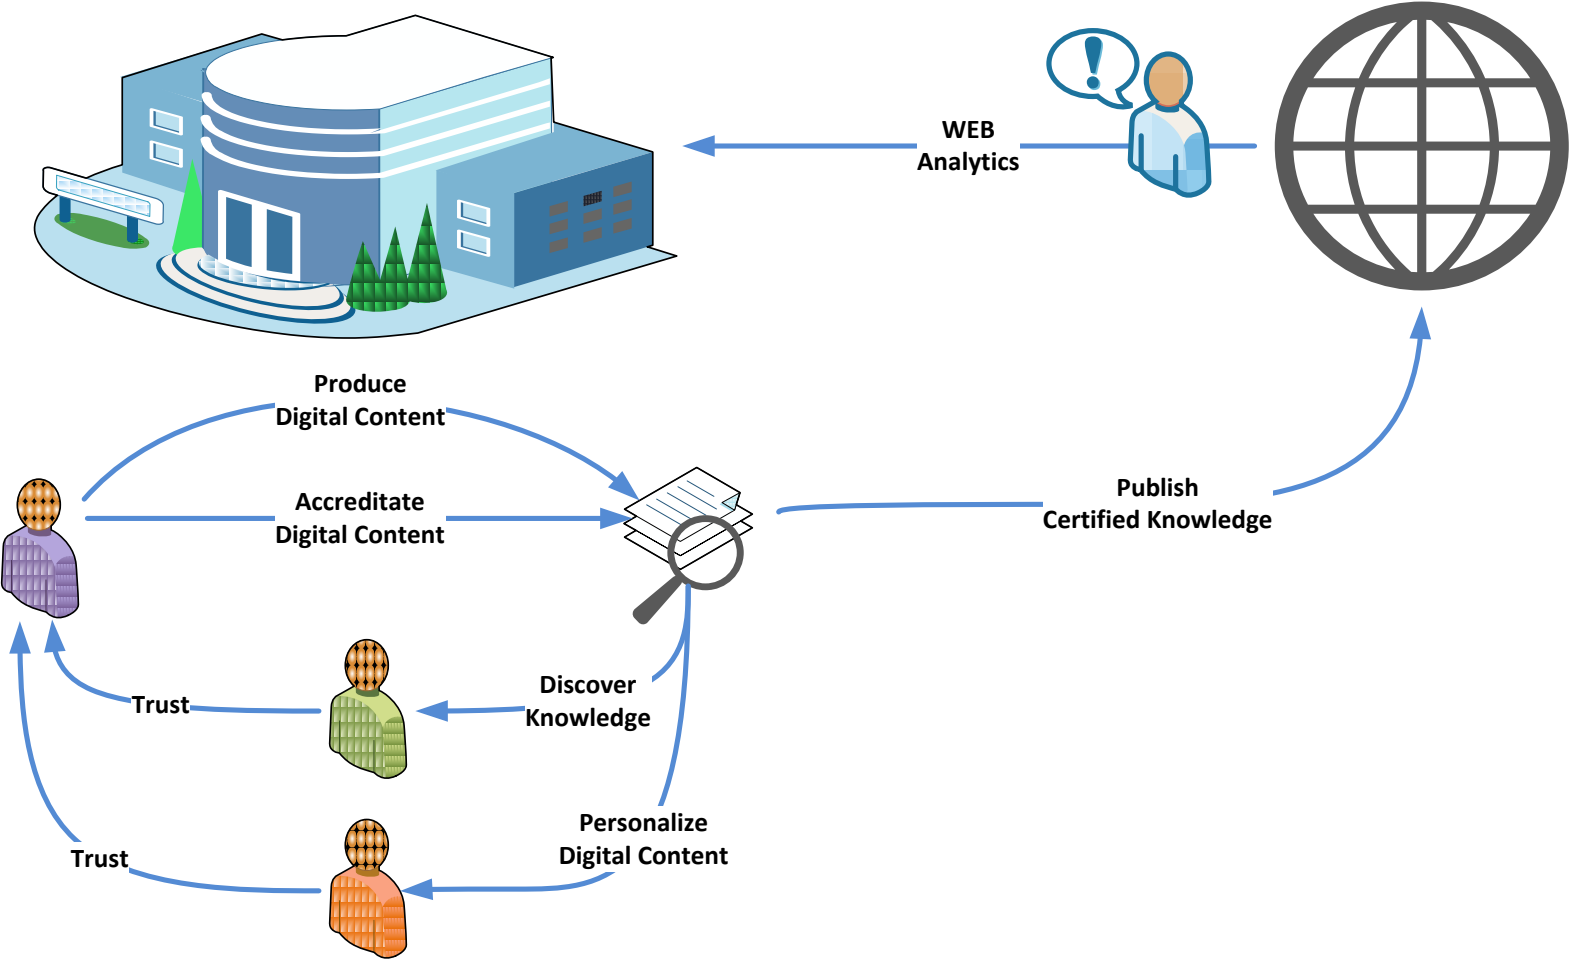 WEB
Analytics
Produce
Digital Content
Accreditate
Digital Content
Publish
Certified Knowledge
Discover
Knowledge
Trust
Personalize
Digital Content
Trust